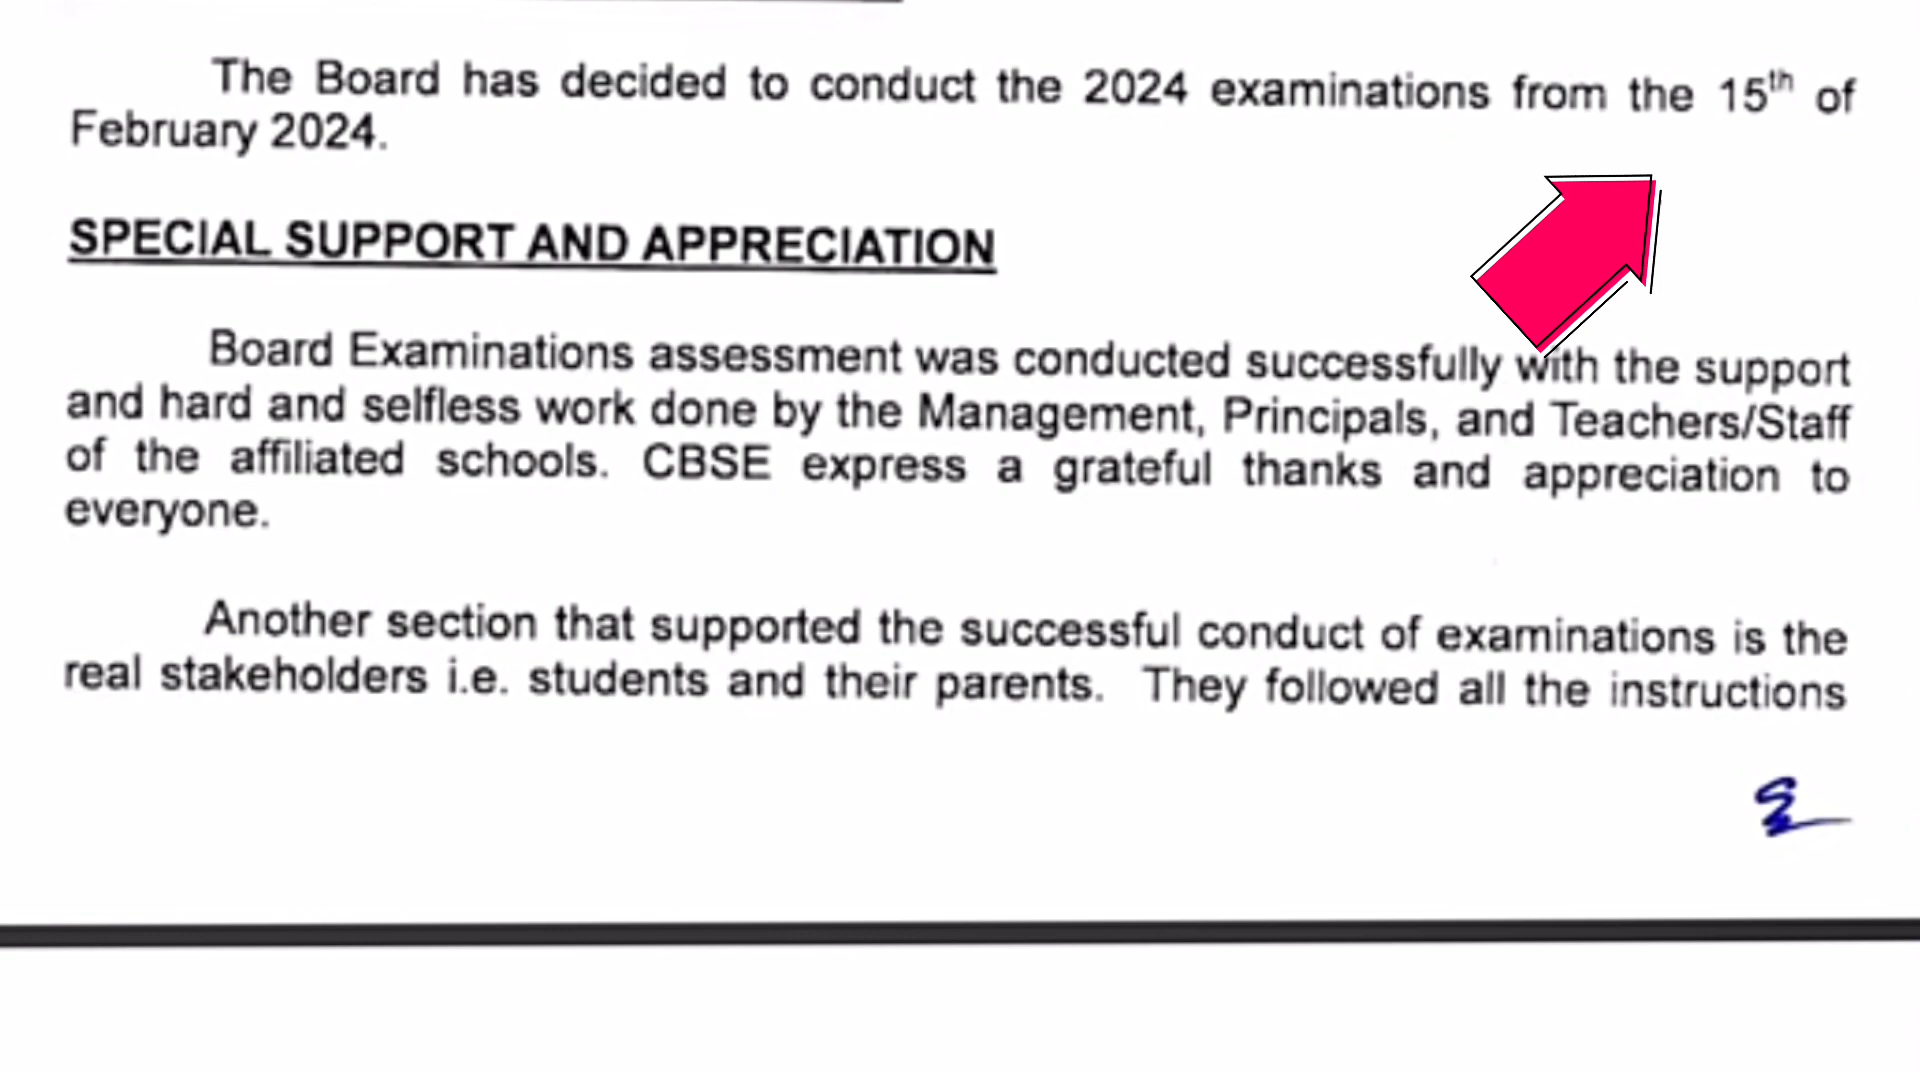 The Board has decided to conduct the 2024 examinations from the 15th of
February 2024.
SPECIAL SUPPORT AND APPRECIATION
Board Examinations assessment was conducted successfully with the support
and hard and selfless work done by the Management, Principals, and Teachers/Staff
of the affiliated schools. CBSE express a grateful thanks and appreciation to
everyone.
Another section that supported the successful conduct of examinations is the
real stakeholders i.e. students and their parents. They followed all the instructions